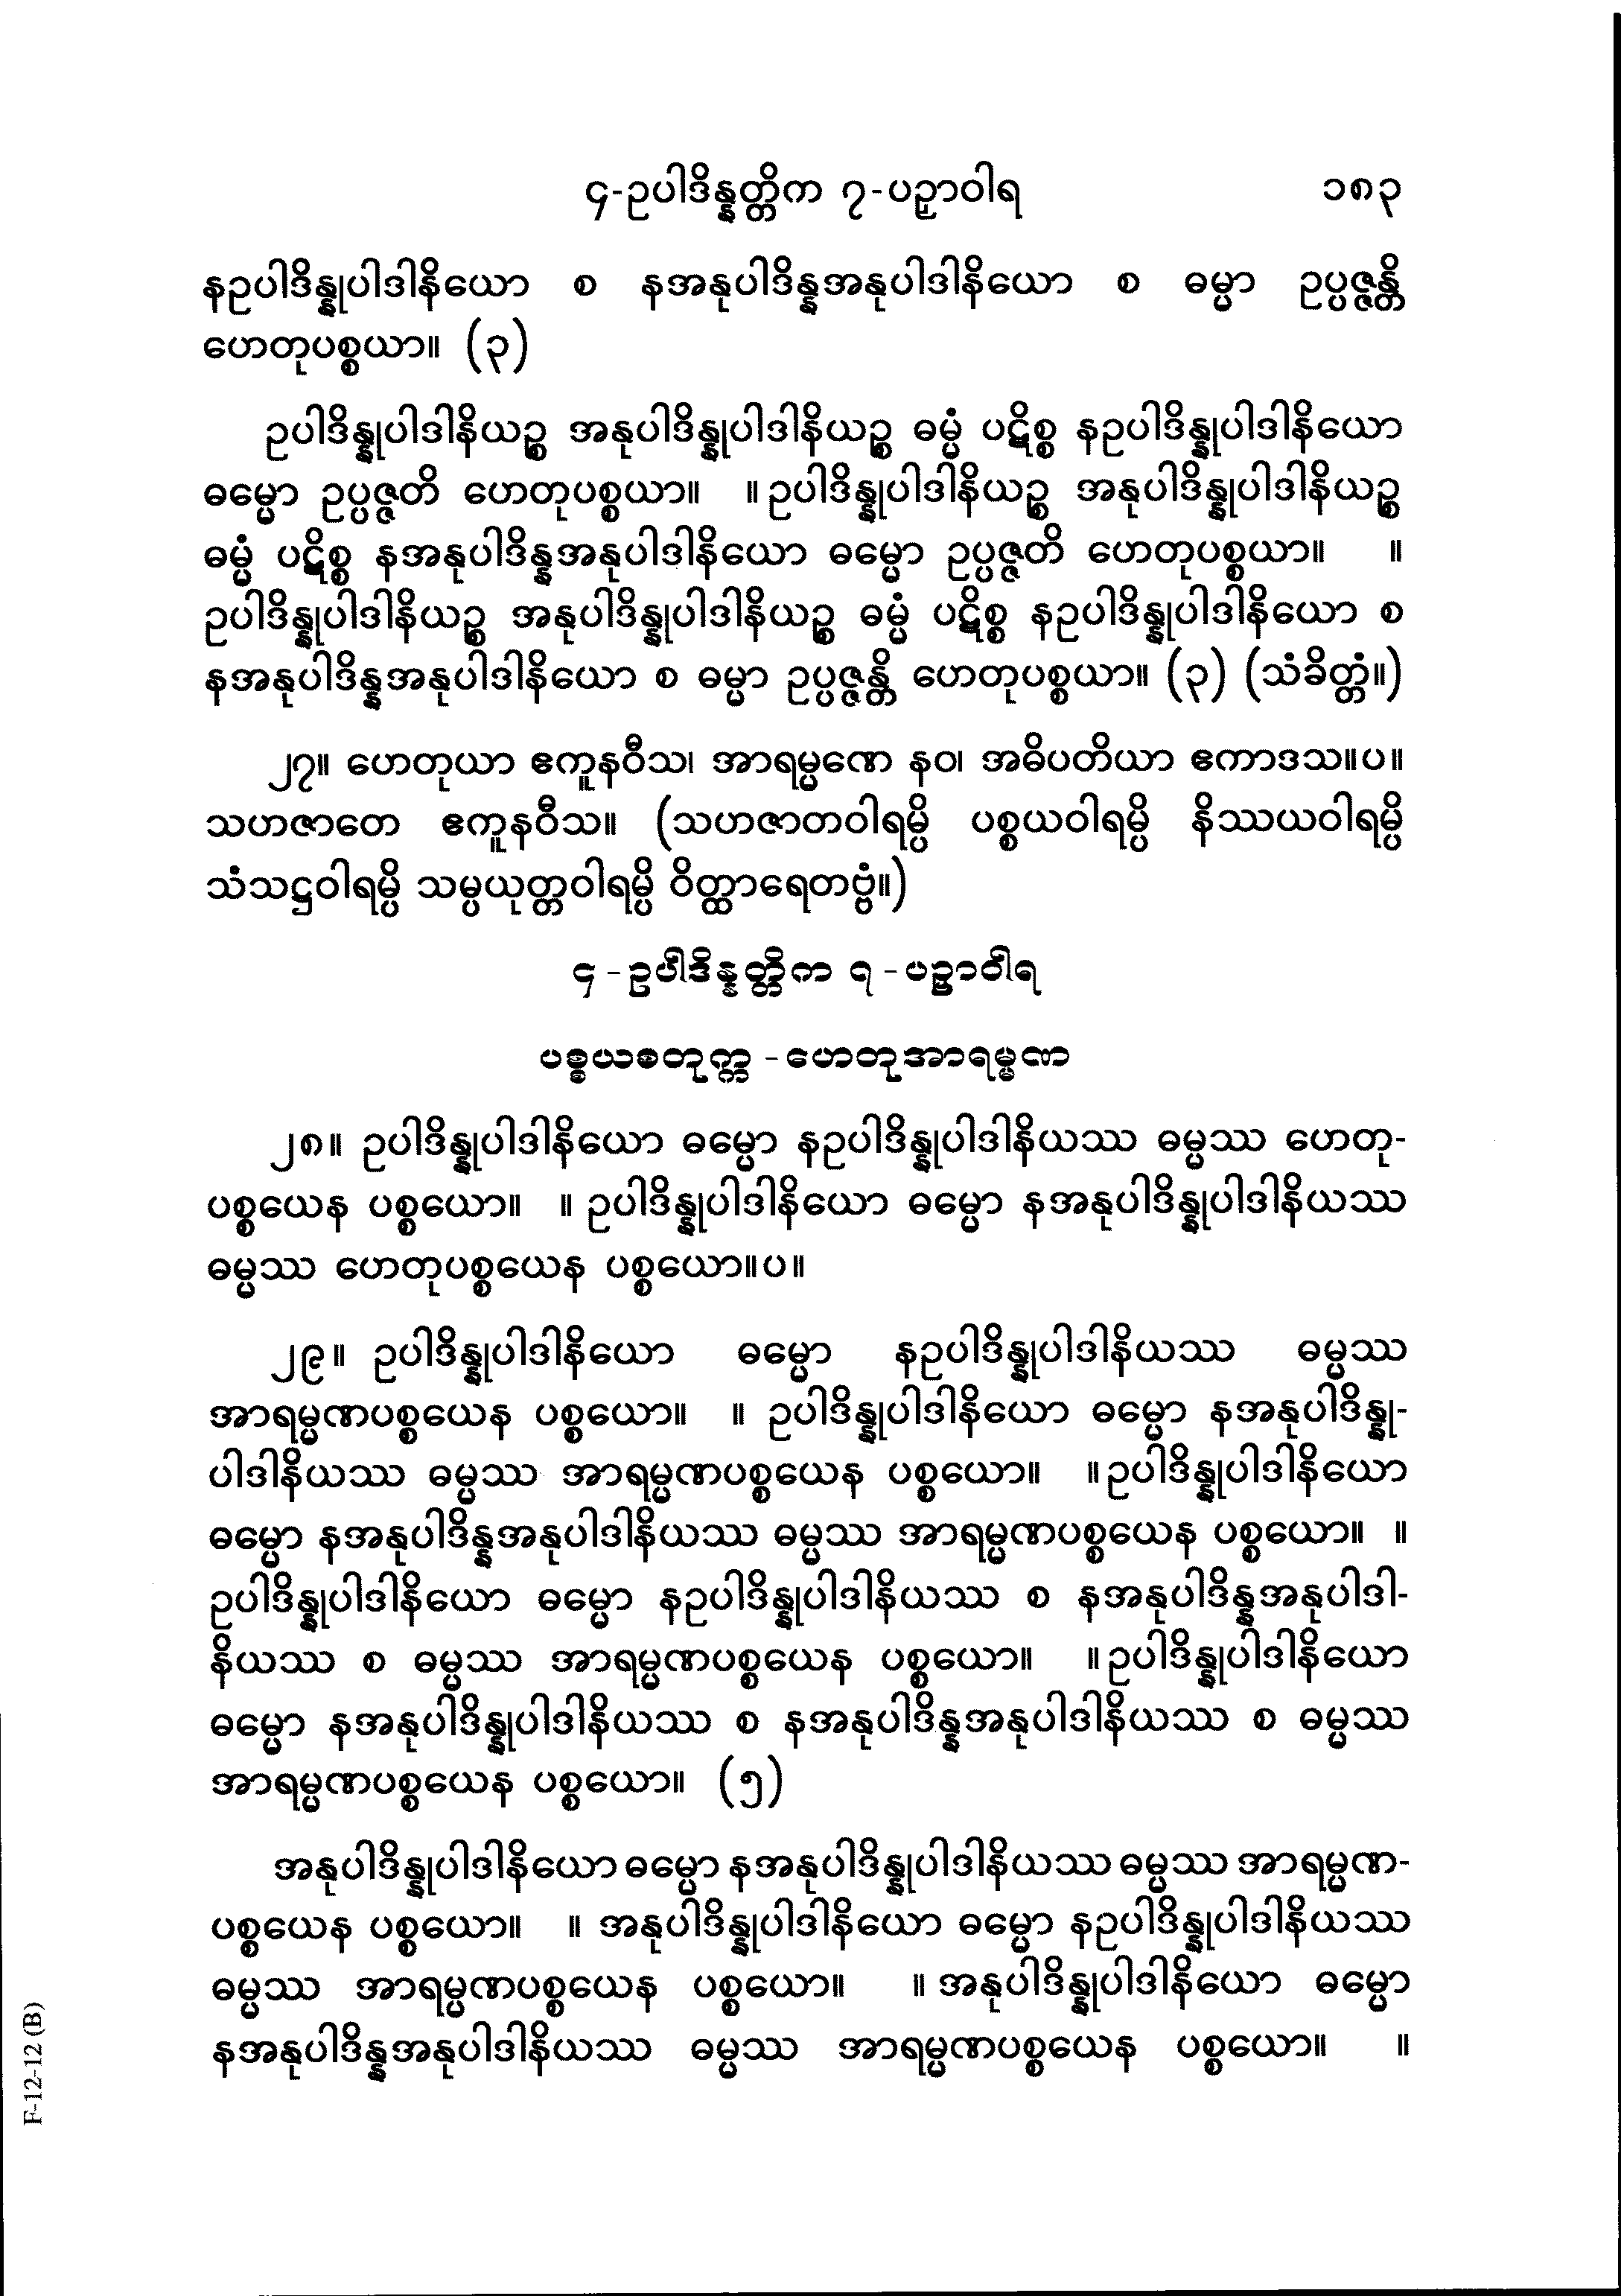 ၄-ဥပါဒိန္နတ္တိက ၇-ပဉှာဝါရ ၁၈၃
နဥပါဒိန္နုပါဒါနိယော စ နအနုပါဒိန္နအနုပါဒါနိယော စ ဓမ္မာ ဥပ္ပဇ္ဇန္တိ
ဟေတုပစ္စယာ။ (၃)
ဥပါဒိန္နုပါဒါနိယဉ္စ အနုပါဒိန္နုပါဒါနိယဉ္စ ဓမ္မံ ပဋိစ္စ နဥပါဒိန္နုပါဒါနိယော
ဓမ္မော ဥပ္ပဇ္ဇတိ ဟေတုပစ္စယာ။ ။ ဥပါဒိန္နုပါဒါနိယဉ္စ အနုပါဒိန္နုပါဒါနိယဉ္စ
ဓမ္မံ ပဋိစ္စ နအနုပါဒိန္နအနုပါဒါနိယော ဓမ္မော ဥပ္ပဇ္ဇတိ ဟေတုပစ္စယာ။ ။
ဥပါဒိန္နုပါဒါနိယဉ္စ အနုပါဒိန္နုပါဒါနိယဉ္စ ဓမ္မံ ပဋိစ္စ နဥပါဒိန္နုပါဒါနိယော စ
နအနုပါဒိန္နအနုပါဒါနိယော စ ဓမ္မာ ဥပ္ပဇ္ဇန္တိ ဟေတုပစ္စယာ။ (၃) (သံခိတ္တံ။)
၂၇။ ဟေတုယာ ဧကူနဝီသ၊ အာရမ္မဏေ နဝ၊ အဓိပတိယာ ဧကာဒသ။ပ။
သဟဇာတေ ဧကူနဝီသ။ (သဟဇာတဝါရမ္ပိ ပစ္စယဝါရမ္ပိ နိဿယဝါရမ္ပိ
သံသဋ္ဌဝါရမ္ပိ သမ္ပယုတ္တဝါရမ္ပိ ဝိတ္ထာရေတဗ္ဗံ။)
၄ - ဥပါဒိန္နတ္တိက ၇ - ပဉှာဝါရ
ပစ္စယစတုက္က - ဟေတုအာရမ္မဏ
၂၈။ ဥပါဒိန္နုပါဒါနိယော ဓမ္မော နဥပါဒိန္နုပါဒါနိယဿ ဓမ္မဿ ဟေတု-
ပစ္စယေန ပစ္စယော။ ။ ဥပါဒိန္နုပါဒါနိယော ဓမ္မော နအနုပါဒိန္နုပါဒါနိယဿ
ဓမ္မဿ ဟေတုပစ္စယေန ပစ္စယော။ပ။
၂၉။ ဥပါဒိန္နုပါဒါနိယော ဓမ္မော နဥပါဒိန္နုပါဒါနိယဿ ဓမ္မဿ
အာရမ္မဏပစ္စယေန ပစ္စယော။ ။ ဥပါဒိန္နုပါဒါနိယော ဓမ္မော နအနုပါဒိန္နု-
ပါဒါနိယဿ ဓမ္မဿ အာရမ္မဏပစ္စယေန ပစ္စယော။ ။ ဥပါဒိန္နုပါဒါနိယော
ဓမ္မော နအနုပါဒိန္နအနုပါဒါနိယဿ ဓမ္မဿ အာရမ္မဏပစ္စယေန ပစ္စယော။ ။
ဥပါဒိန္နုပါဒါနိယော ဓမ္မော နဥပါဒိန္နုပါဒါနိယဿ စ နအနုပါဒိန္နအနုပါဒါ-
နိယဿ စ ဓမ္မဿ အာရမ္မဏပစ္စယေန ပစ္စယော။ ။ ဥပါဒိန္နုပါဒါနိယော
ဓမ္မော နအနုပါဒိန္နုပါဒါနိယဿ စ နအနုပါဒိန္နအနုပါဒါနိယဿ စ ဓမ္မဿ
အာရမ္မဏပစ္စယေန ပစ္စယော။ (၅)
အနုပါဒိန္နုပါဒါနိယော ဓမ္မော နအနုပါဒိန္နုပါဒါနိယဿ ဓမ္မဿ အာရမ္မဏ-
ပစ္စယေန ပစ္စယော။ ။ အနုပါဒိန္နုပါဒါနိယော ဓမ္မော နဥပါဒိန္နုပါဒါနိယဿ
ဓမ္မဿ အာရမ္မဏပစ္စယေန ပစ္စယော။ ။ အနုပါဒိန္နုပါဒါနိယော ဓမ္မော
နအနုပါဒိန္နအနုပါဒါနိယဿ ဓမ္မဿ အာရမ္မဏပစ္စယေန ပစ္စယော။ ။
F-12-12 (B)